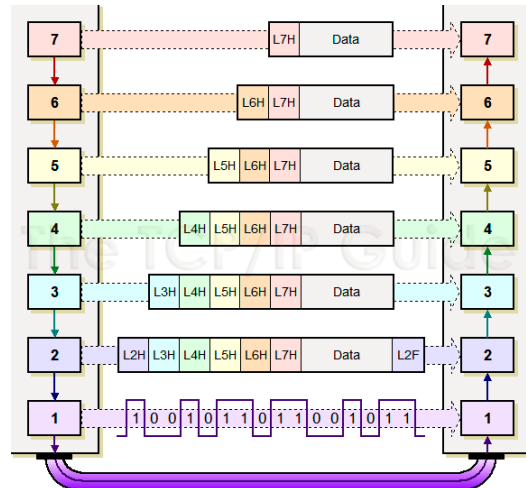 7 L7H Data 7
6 L6H L7H Data 6
5 L5H L6H L7H Data 5
4 L4H L5H L6H L7H Data 4
The TCP/IP Guide
3 L3H L4H L5H L6H L7H Data 3
2 L2H L3H L4H L5H L6H L7H Data L2F 2
1 1 0 0 1 0 1 1 0 1 1 0 0 1 0 1 1 1